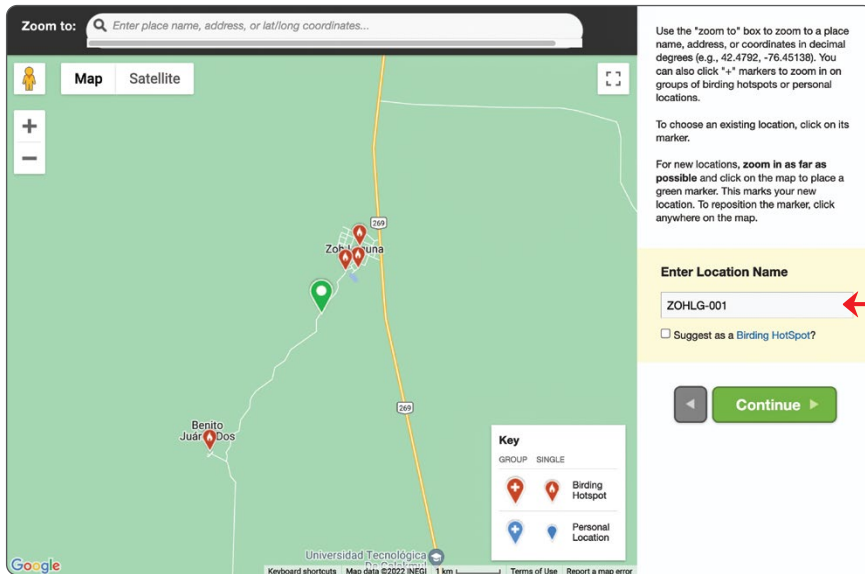 Zoom to:
Enter place name, address, or lat/long coordinates...
Map Satellite
+
−
269
Zoh Laguna
269
Benito
Juárez Dos
Universidad Tecnológica
De Calakmul
Key
GROUP SINGLE
Birding
Hotspot
Personal
Location
Google
Keyboard shortcuts Map data ©2022 INEGI 1 km Terms of Use Report a map error
Use the "zoom to" box to zoom to a place
name, address, or coordinates in decimal
degrees (e.g., 42.4792, -76.45138). You
can also click "+" markers to zoom in on
groups of birding hotspots or personal
locations.
To choose an existing location, click on its
marker.
For new locations, zoom in as far as
possible and click on the map to place a
green marker. This marks your new
location. To reposition the marker, click
anywhere on the map.
Enter Location Name
ZOHLG-001
Suggest as a Birding HotSpot?
Continue